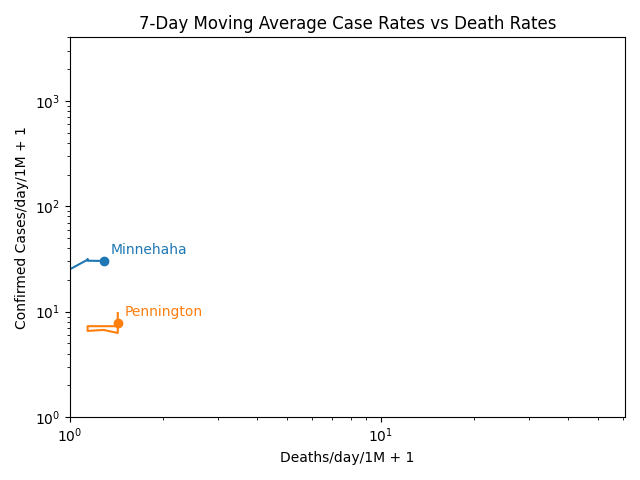 7-Day Moving Average Case Rates vs Death Rates
Confirmed Cases/day/1M + 1
10³
10²
10¹
10⁰
Minnehaha
Pennington
10⁰
10¹
Deaths/day/1M + 1